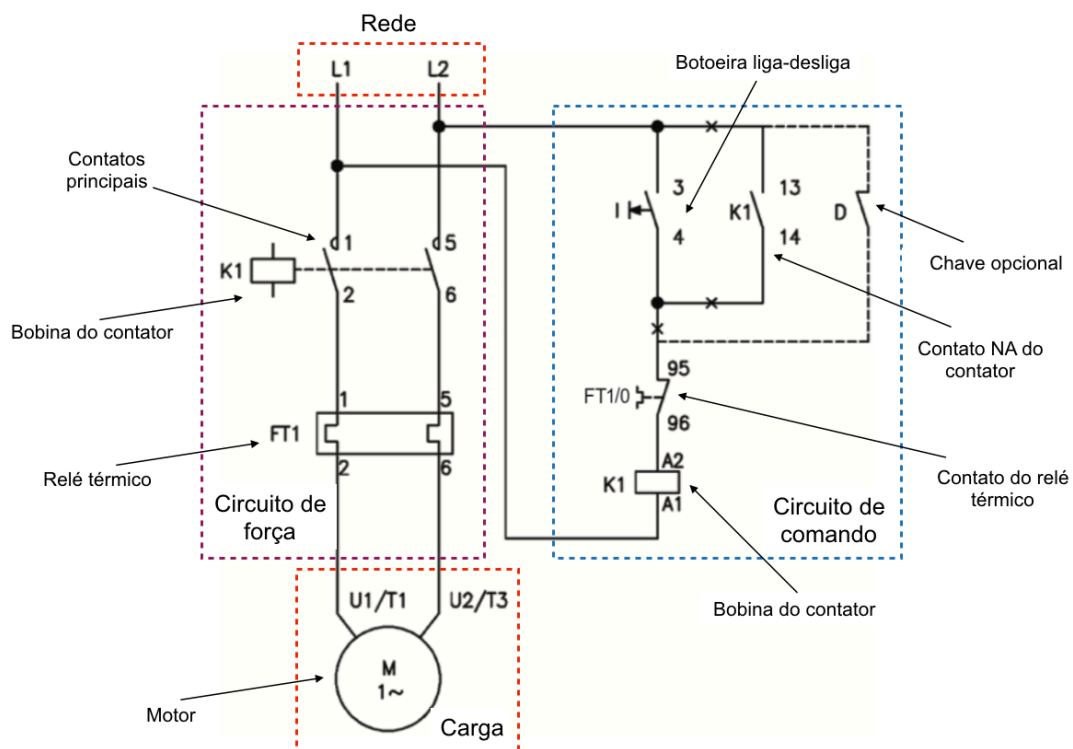 Rede
L1 L2
Botoeira liga-desliga
Contatos
principais
1 5
K1
2 6
Bobina do contator
3 13
I K1 D
4 14
Chave opcional
Contato NA do
contator
1 5
FT1
2 6
Relé térmico
95
FT1/0
96
Contato do relé
térmico
A2
K1
A1
Circuito de
força
Circuito de
comando
Bobina do contator
U1/T1 U2/T3
M
1~
Motor
Carga